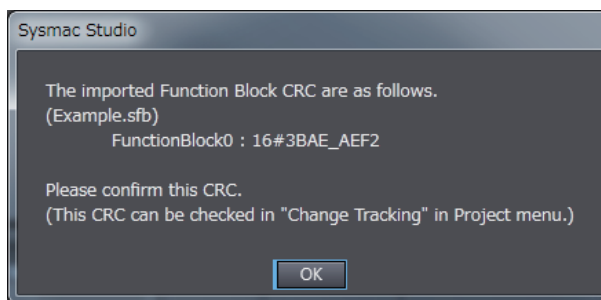 Sysmac Studio
The imported Function Block CRC are as follows.
(Example.sfb)
FunctionBlock0 : 16#3BAE_AEF2
Please confirm this CRC.
(This CRC can be checked in "Change Tracking" in Project menu.)
OK